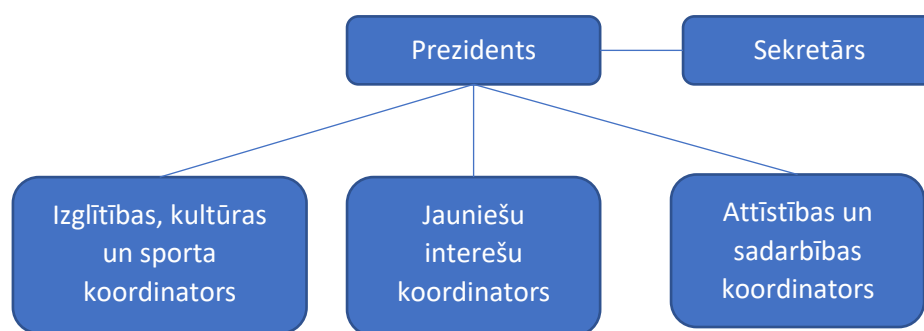 Prezidents
Sekretārs
Izglītības, kultūras
un sporta
koordinators
Jauniešu
interešu
koordinators
Attīstības un
sadarbības
koordinators